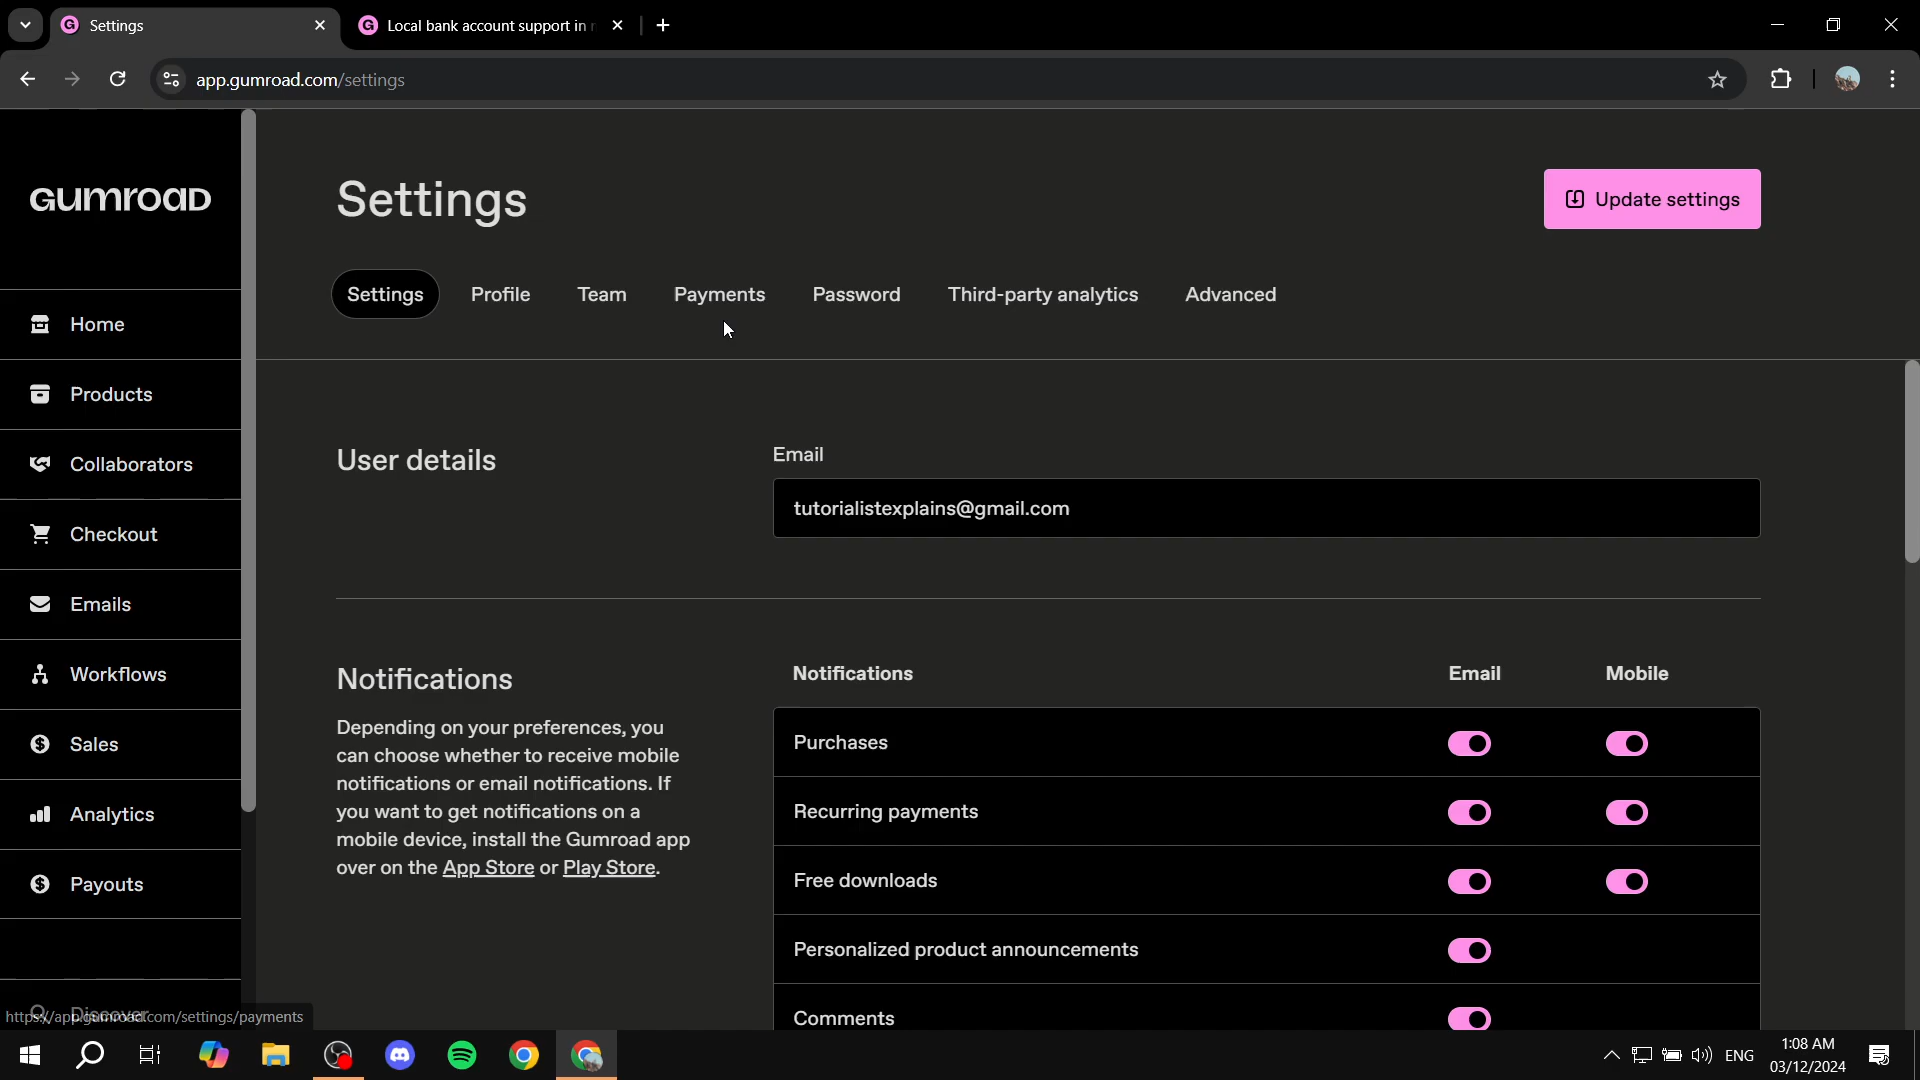 Settings
Local bank account support in
app.gumroad.com/settings
GUMROAD
Settings
Update settings
Settings Profile Team Payments Password Third-party analytics Advanced
Home
Products
Collaborators
Checkout
Emails
Workflows
Sales
Analytics
Payouts
Discover
User details
Email
tutorialistexplains@gmail.com
Notifications
Depending on your preferences, you
can choose whether to receive mobile
notifications or email notifications. If
you want to get notifications on a
mobile device, install the Gumroad app
over on the App Store or Play Store.
Notifications Email Mobile
Purchases
Recurring payments
Free downloads
Personalized product announcements
Comments
https://app.gumroad.com/settings/payments
ENG
1:08 AM
03/12/2024